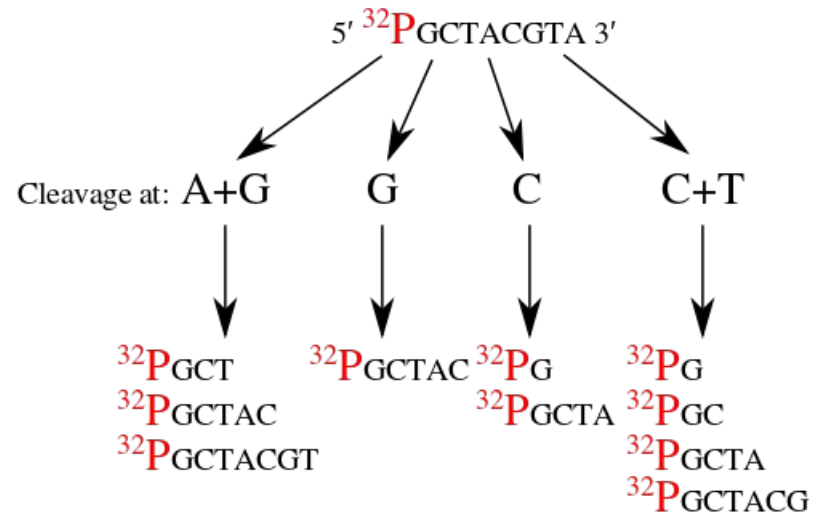 5′ ³²PGCTACGTA 3′
Cleavage at: A+G G C C+T
³²PGCT ³²PGCTAC ³²PG ³²PG
³²PGCTAC ³²PGCTA ³²PGC
³²PGCTACGT ³²PGCTA
³²PGCTACG